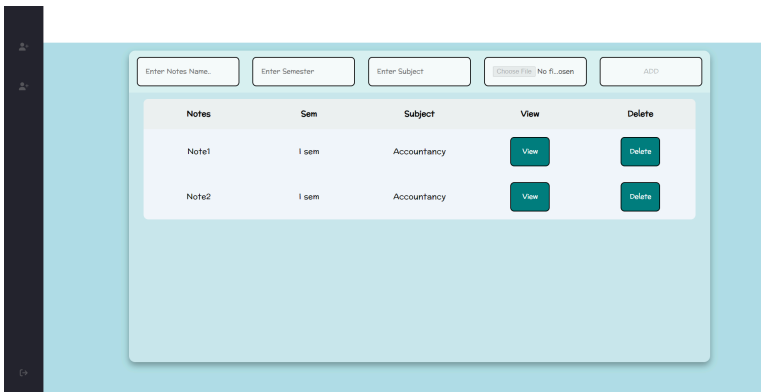 Enter Notes Name.. Enter Semester Enter Subject Choose File No fi...osen ADD
Notes Sem Subject View Delete
Note1 I sem Accountancy View Delete
Note2 I sem Accountancy View Delete